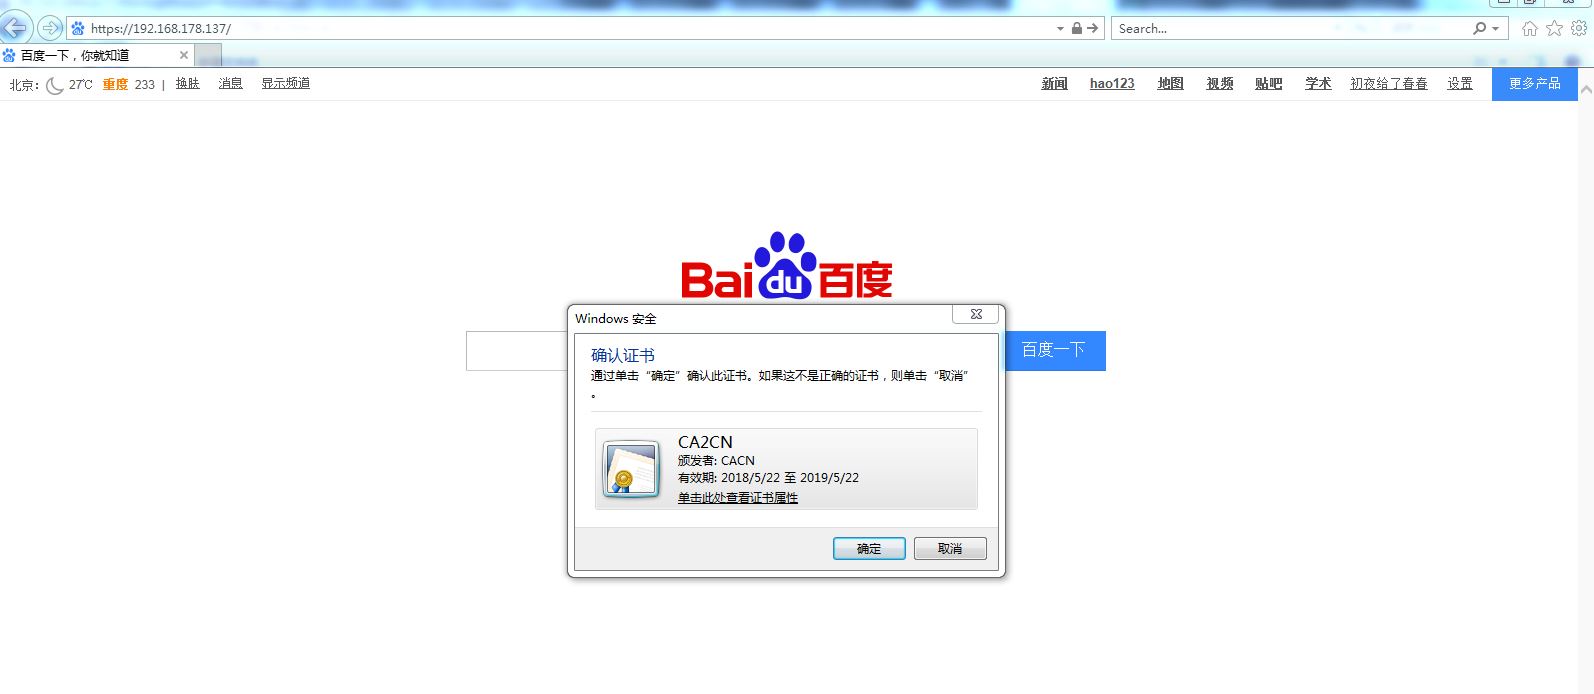 https://192.168.178.137/
Search...
百度一下，你就知道
北京： 27℃ 重度 233 | 换肤 消息 显示频道
新闻 hao123 地图 视频 贴吧 学术 初夜给了春春 设置 更多产品
Bai du 百度
百度一下
Windows 安全
确认证书
通过单击“确定”确认此证书。如果这不是正确的证书，则单击“取消”
。
CA2CN
颁发者: CACN
有效期: 2018/5/22 至 2019/5/22
单击此处查看证书属性
确定 取消